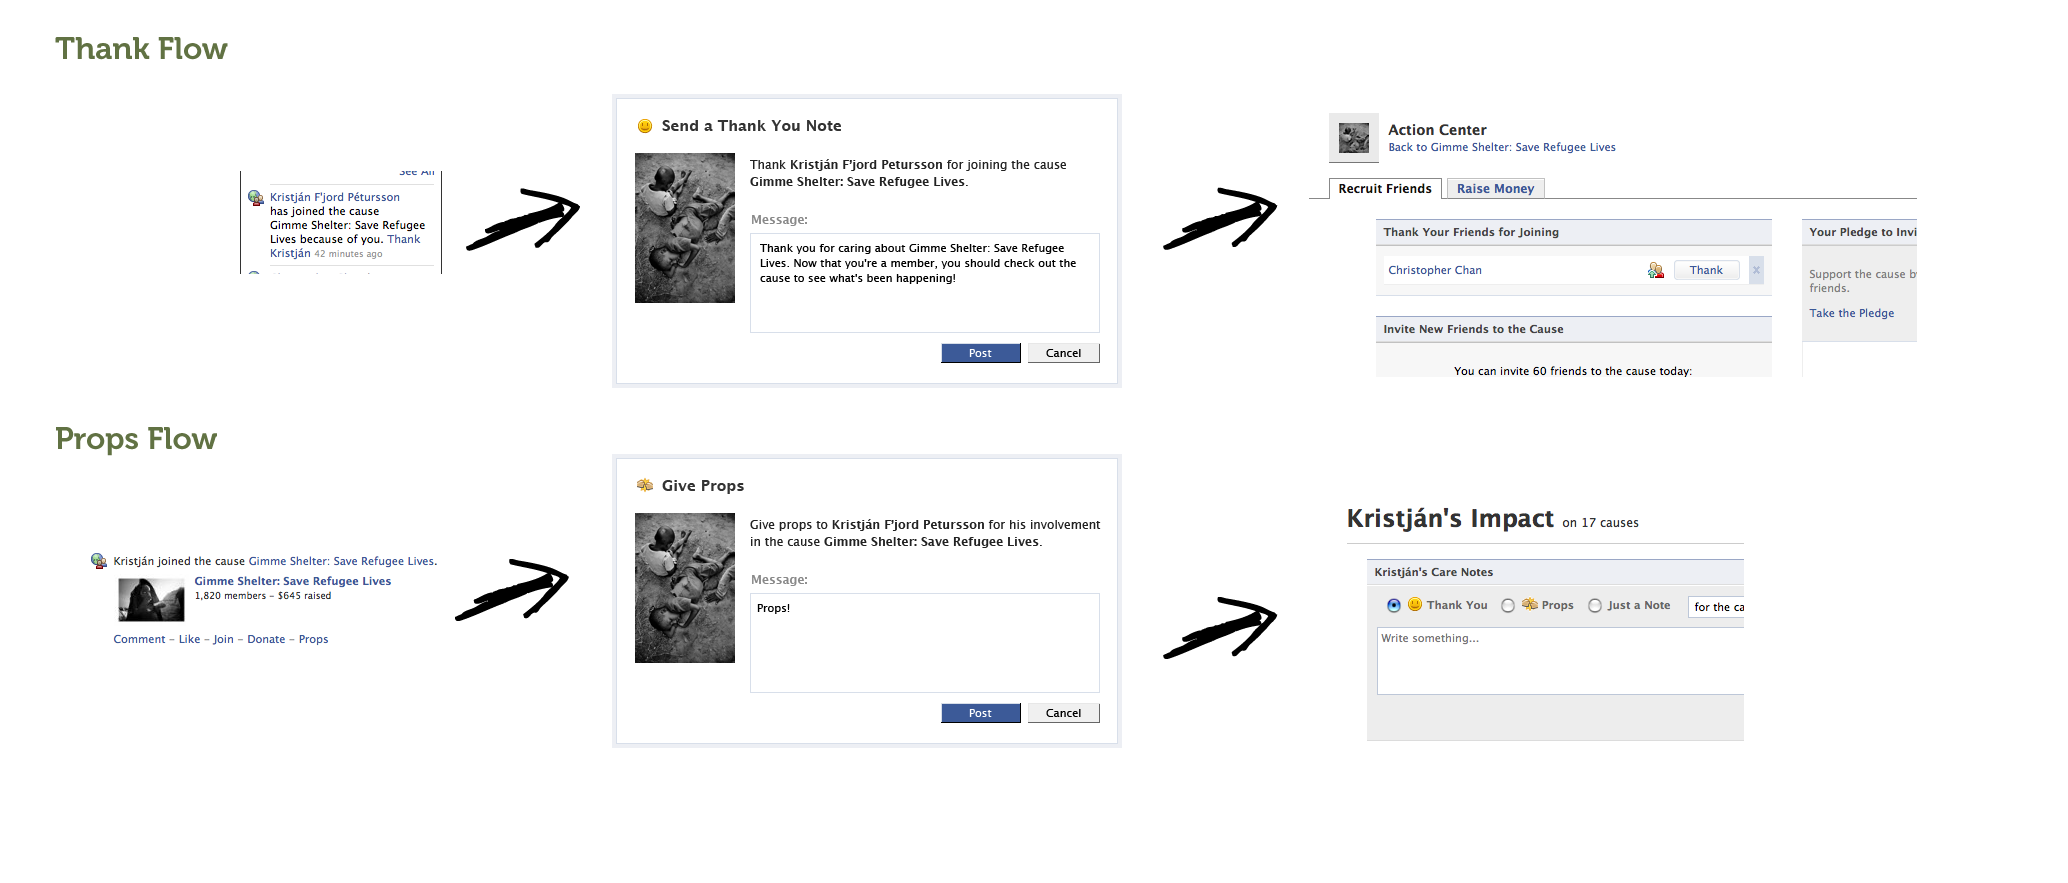 Thank Flow
See All
Kristján F'jord Pétursson
has joined the cause
Gimme Shelter: Save Refugee
Lives because of you. Thank
Kristján 42 minutes ago
Send a Thank You Note
Thank Kristján F'jord Petursson for joining the cause
Gimme Shelter: Save Refugee Lives.
Message:
Thank you for caring about Gimme Shelter: Save Refugee
Lives. Now that you're a member, you should check out the
cause to see what's been happening!
Post Cancel
Action Center
Back to Gimme Shelter: Save Refugee Lives
Recruit Friends Raise Money
Thank Your Friends for Joining
Christopher Chan Thank x
Invite New Friends to the Cause
You can invite 60 friends to the cause today:
Your Pledge to Invi
Support the cause b
friends.
Take the Pledge
Props Flow
Kristján joined the cause Gimme Shelter: Save Refugee Lives.
Gimme Shelter: Save Refugee Lives
1,820 members – $645 raised
Comment – Like – Join – Donate – Props
Give Props
Give props to Kristján F'jord Petursson for his involvement
in the cause Gimme Shelter: Save Refugee Lives.
Message:
Props!
Post Cancel
Kristján's Impact on 17 causes
Kristján's Care Notes
Thank You Props Just a Note for the ca
Write something...